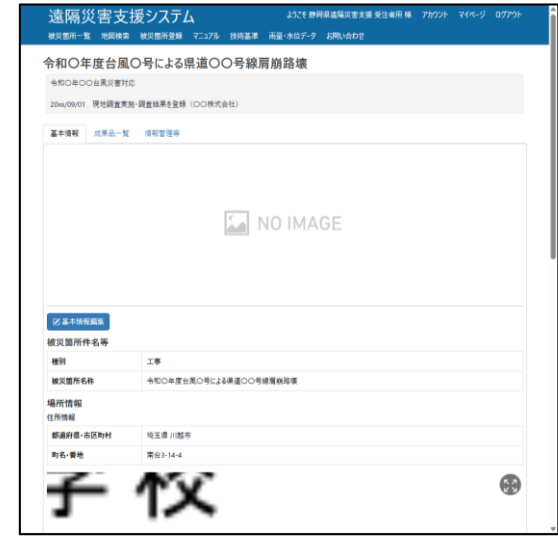 遠隔災害支援システム
ようこそ 静岡県遠隔災害支援 受注者用 様 アカウント マイページ ログアウト
被災箇所一覧 地図検索 被災箇所登録 マニュアル 技術基準 雨量・水位データ お問い合わせ
令和〇年度台風〇号による県道〇〇号線肩崩路壊
令和〇年〇〇台風災害対応
20xx/09/01 現地調査実施・調査結果を登録（〇〇株式会社）
基本情報 成果品一覧 情報管理等
NO IMAGE
基本情報編集
被災箇所件名等
種別 工事
被災箇所名称 令和〇年度台風〇号による県道〇〇号線肩崩路壊
場所情報
住所情報
都道府県・市区町村 埼玉県 川越市
町名・番地 南台3-14-4
学校